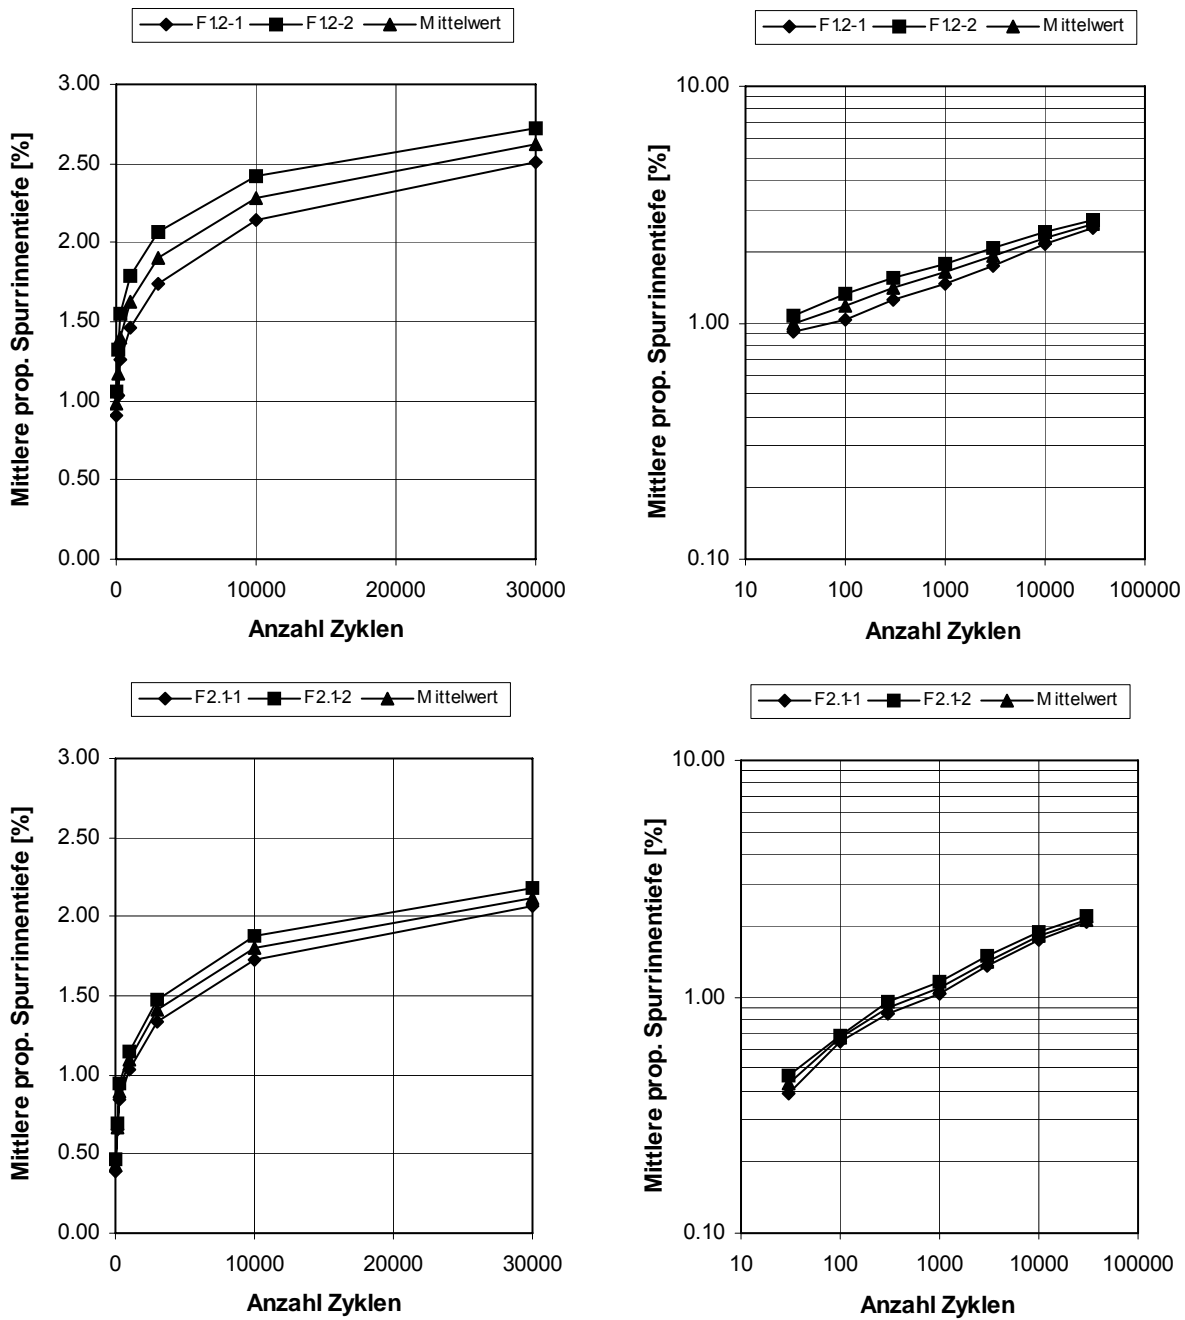 F1.2-1 F1.2-2 Mittelwert
Mittlere prop. Spurrinnentiefe [%]
3.00
2.50
2.00
1.50
1.00
0.50
0.00
0 10000 20000 30000
Anzahl Zyklen
F1.2-1 F1.2-2 Mittelwert
Mittlere prop. Spurrinnentiefe [%]
10.00
1.00
0.10
10 100 1000 10000 100000
Anzahl Zyklen
F2.1-1 F2.1-2 Mittelwert
Mittlere prop. Spurrinnentiefe [%]
3.00
2.50
2.00
1.50
1.00
0.50
0.00
0 10000 20000 30000
Anzahl Zyklen
F2.1-1 F2.1-2 Mittelwert
Mittlere prop. Spurrinnentiefe [%]
10.00
1.00
0.10
10 100 1000 10000 100000
Anzahl Zyklen